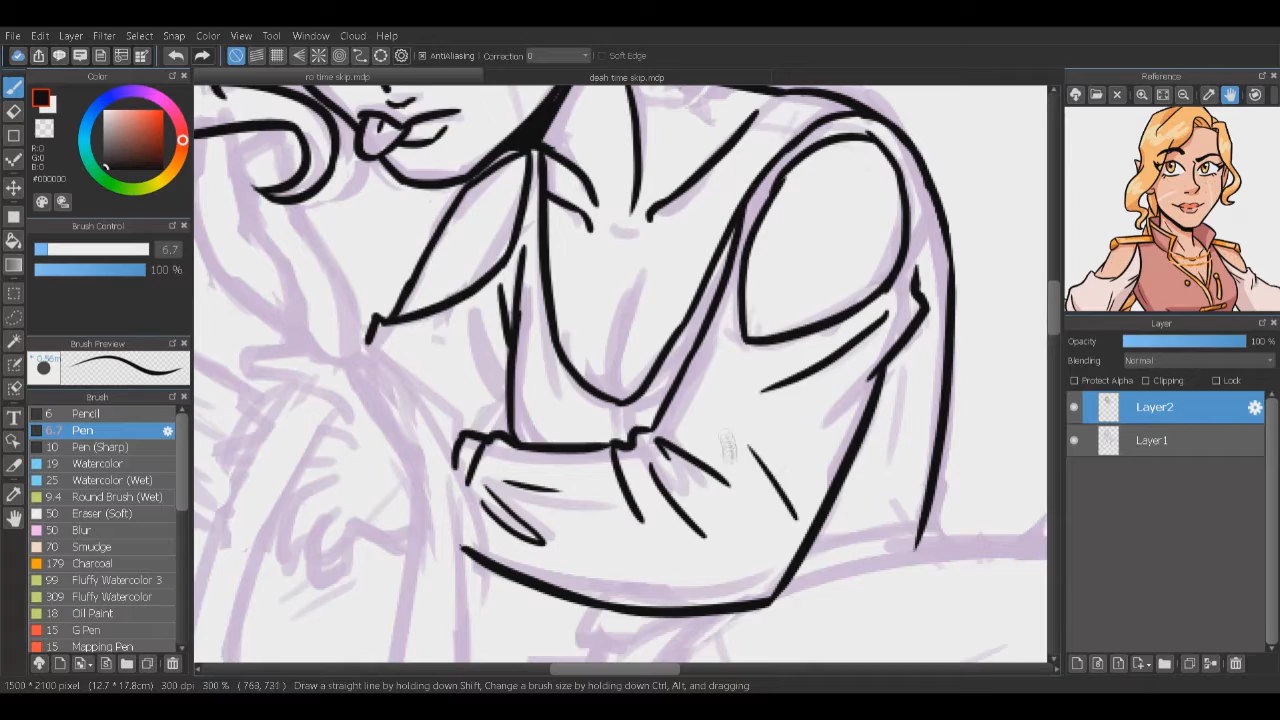 File Edit Layer Filter Select Snap Color View Tool Window Cloud Help
AntiAliasing Correction 0 Soft Edge
Color
ro time skip.mdp
deah time skip.mdp
Reference
R:0
G:0
B:0
#000000
Brush Control
6.7
100 %
Brush Preview
Brush
6 Pencil
6.7 Pen
10 Pen (Sharp)
19 Watercolor
25 Watercolor (Wet)
9.4 Round Brush (Wet)
50 Eraser (Soft)
50 Blur
70 Smudge
179 Charcoal
99 Fluffy Watercolor 3
309 Fluffy Watercolor
18 Oil Paint
15 G Pen
15 Mapping Pen
Layer
Opacity 100 %
Blending Normal
Protect Alpha Clipping Lock
Layer2
Layer1
1500 * 2100 pixel (12.7 * 17.8cm) 300 dpi 300 % ( 763, 731 ) Draw a straight line by holding down Shift, Change a brush size by holding down Ctrl, Alt, and dragging